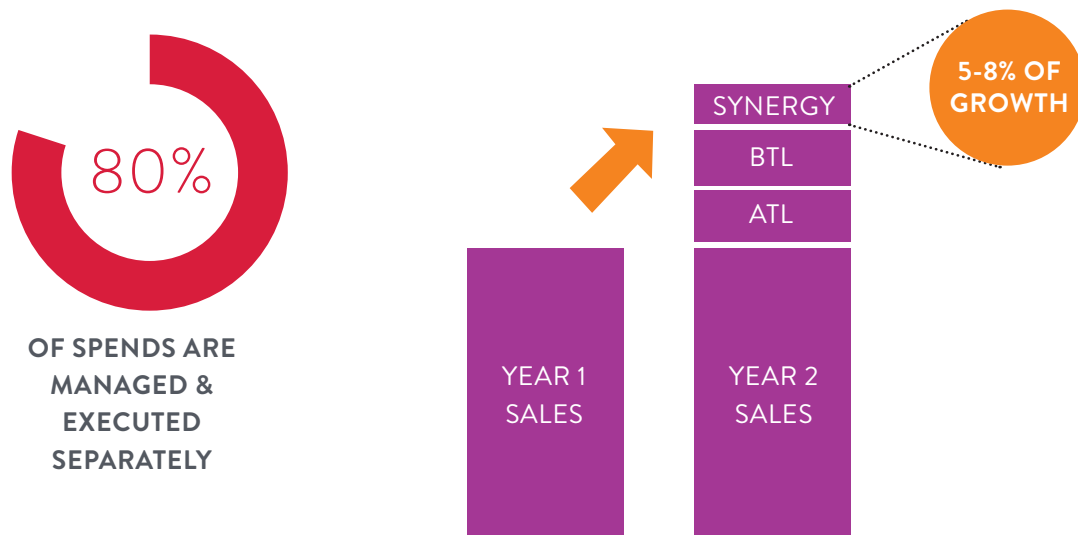 80%
OF SPENDS ARE
MANAGED &
EXECUTED
SEPARATELY
YEAR 1
SALES
SYNERGY
BTL
ATL
YEAR 2
SALES
5-8% OF
GROWTH